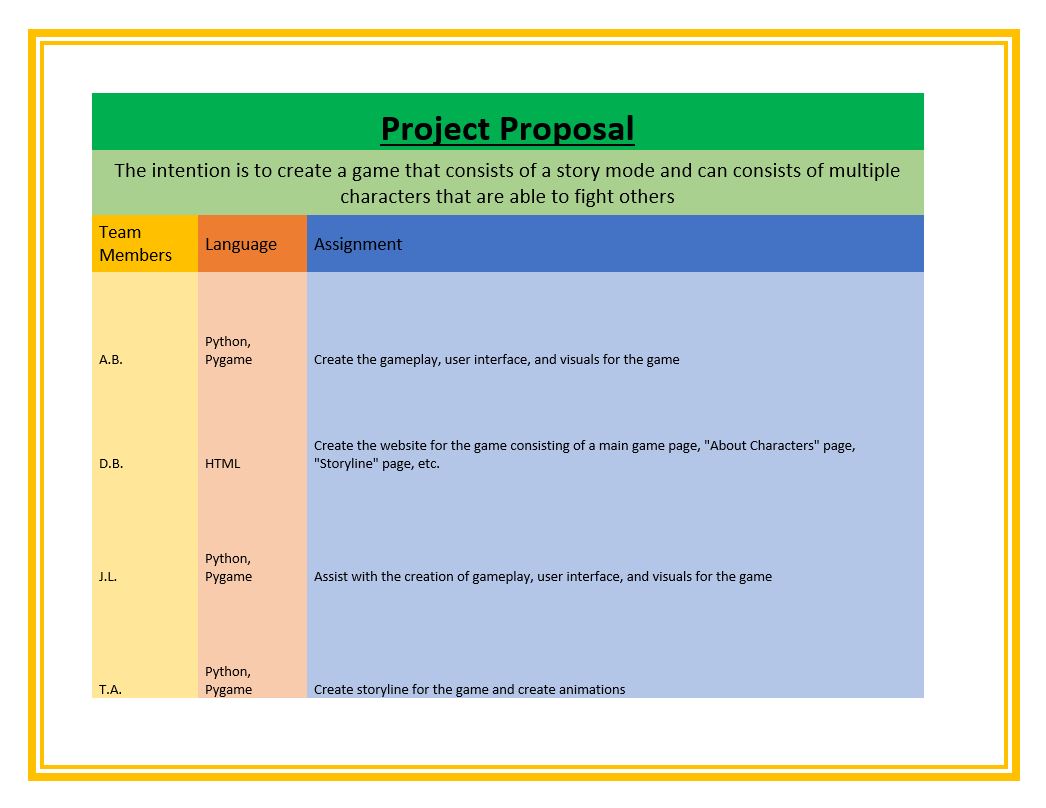 Project Proposal
The intention is to create a game that consists of a story mode and can consists of multiple
characters that are able to fight others
Team
Members
Language
Assignment
A.B.
Python,
Pygame
Create the gameplay, user interface, and visuals for the game
D.B.
HTML
Create the website for the game consisting of a main game page, "About Characters" page,
"Storyline" page, etc.
J.L.
Python,
Pygame
Assist with the creation of gameplay, user interface, and visuals for the game
T.A.
Python,
Pygame
Create storyline for the game and create animations